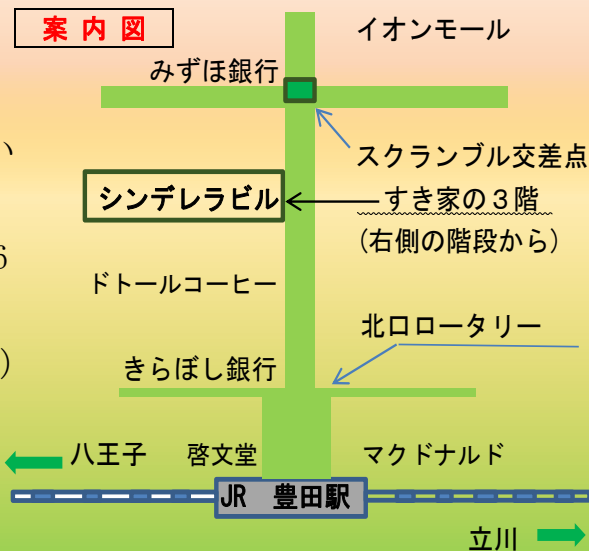 案内図
イオンモール
みずほ銀行
い
スクランブル交差点
シンデレラビル
すき家の3階
(右側の階段から)
6
ドトールコーヒー
北口ロータリー
)
きらぼし銀行
八王子
啓文堂
マクドナルド
JR 豊田駅
立川